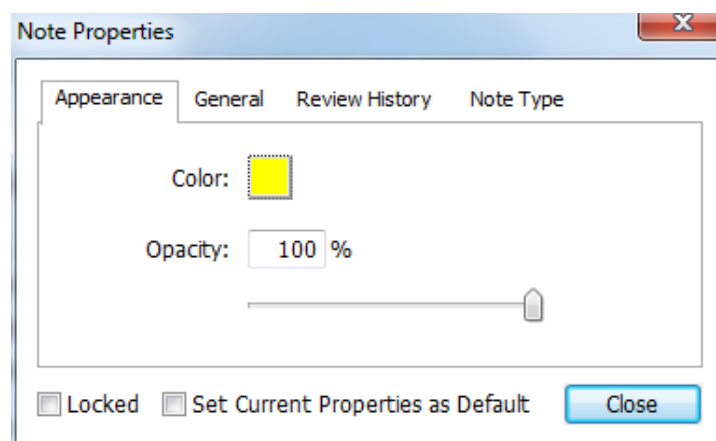 Note Properties
Appearance General Review History Note Type
Color:
Opacity: 100 %
Locked Set Current Properties as Default Close